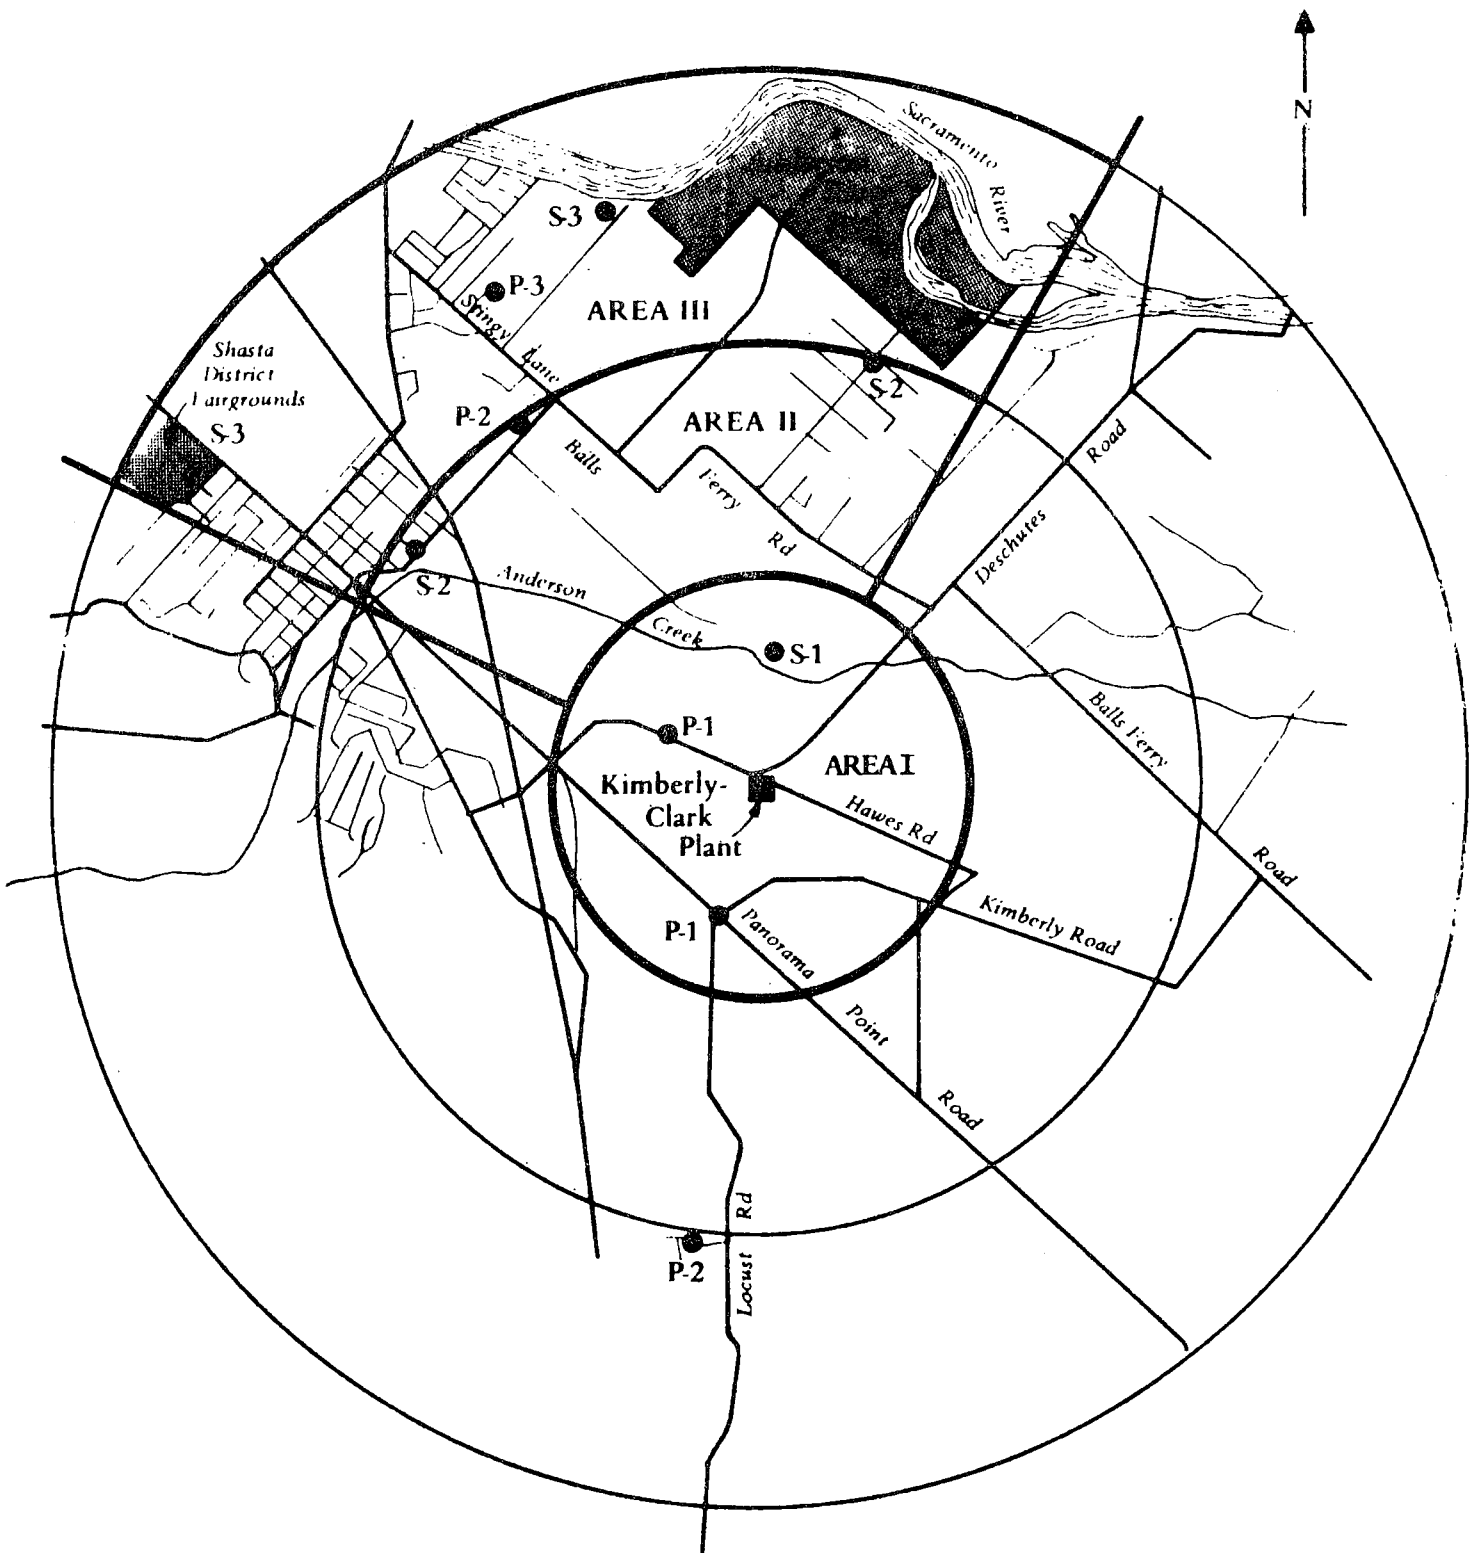 N
Sacramento
River
S-3
P-3
AREA III
Stingy
Lane
Shasta
District
Fairgrounds
S-3
P-2
S-2
AREA II
Balls
Ferry
Rd
Road
Deschutes
S-2
Anderson
Creek
S-1
P-1
AREA I
Balls Ferry
Road
Kimberly-
Clark
Plant
Hawes Rd
P-1
Panorama
Point
Road
Kimberly Road
Locust Rd
P-2